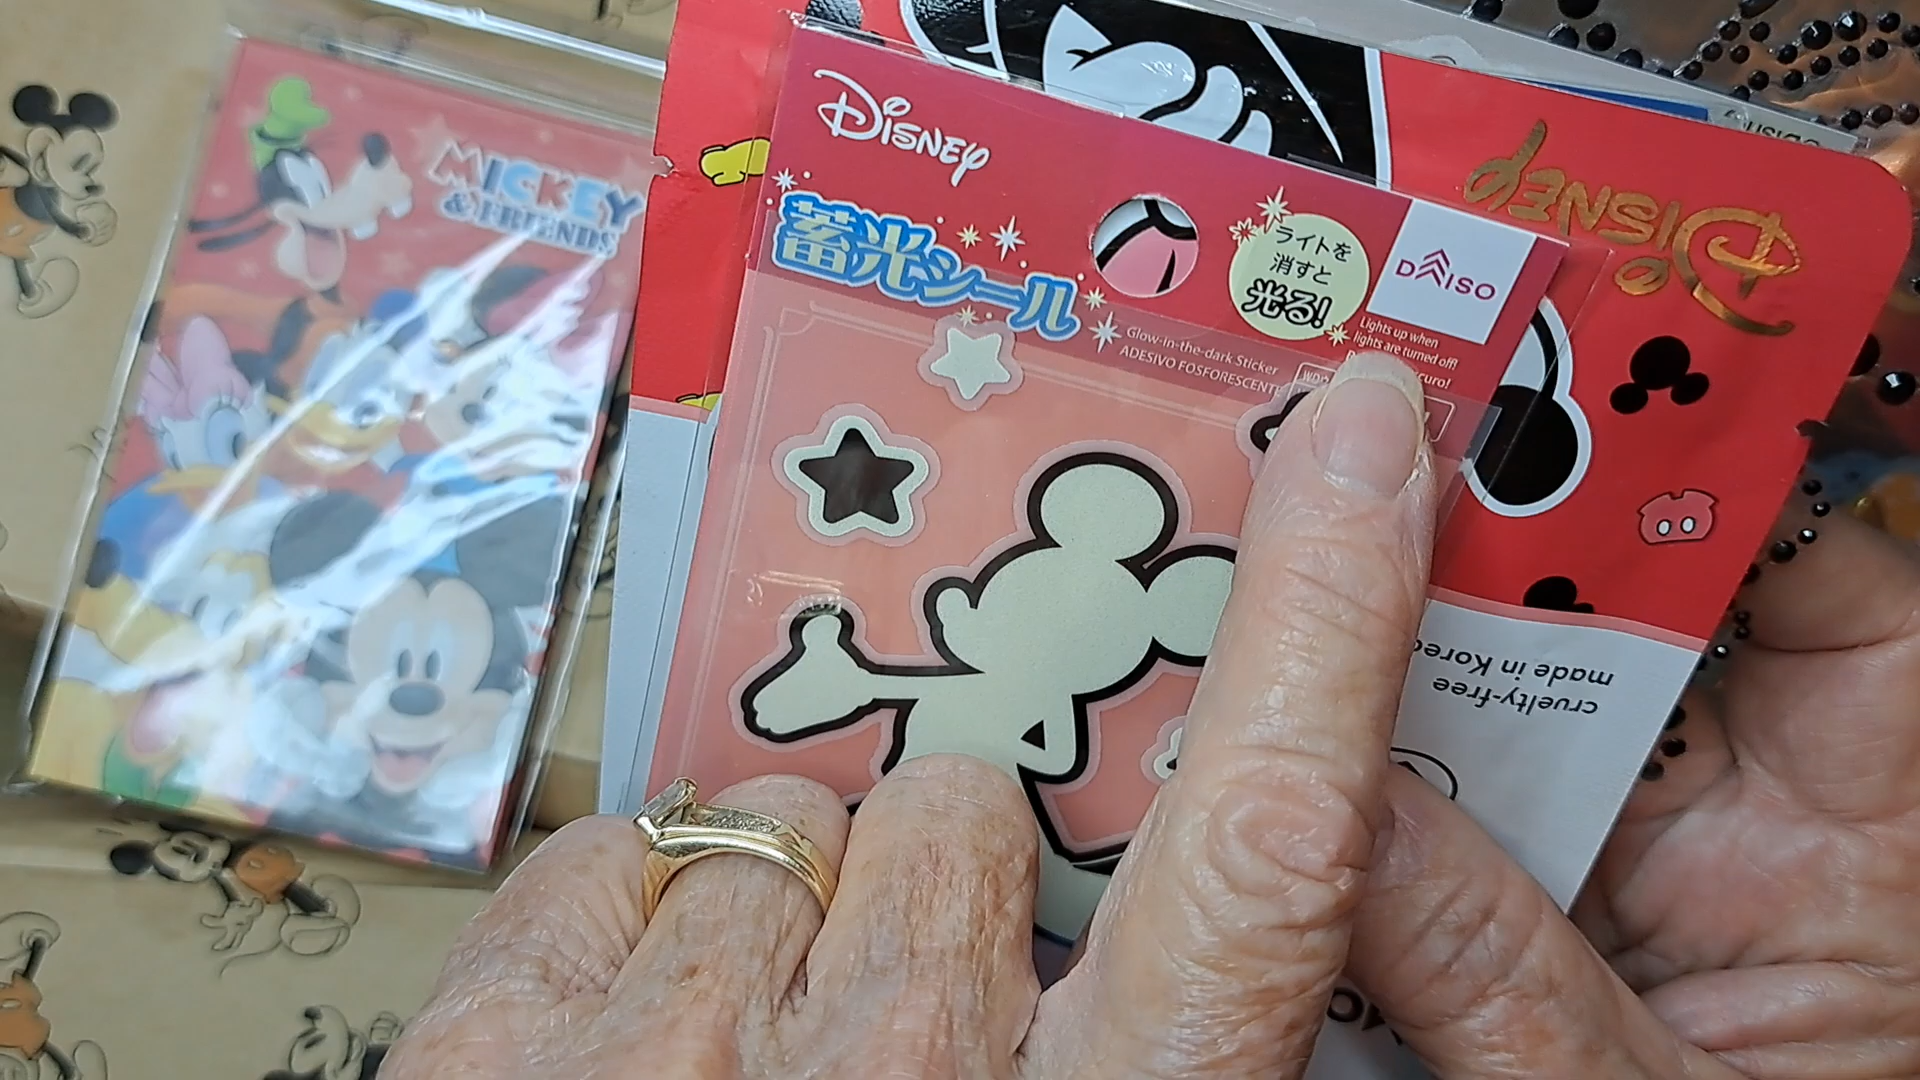 MICKEY
& FRIENDS
DISNEY
蓄光シール
ライトを
消すと
光る!
DAISO
Lights up when
lights are turned off!
Glow-in-the-dark Sticker
ADESIVO FOSFORESCENTE
DISNEY
cruelty-free
made in Korea